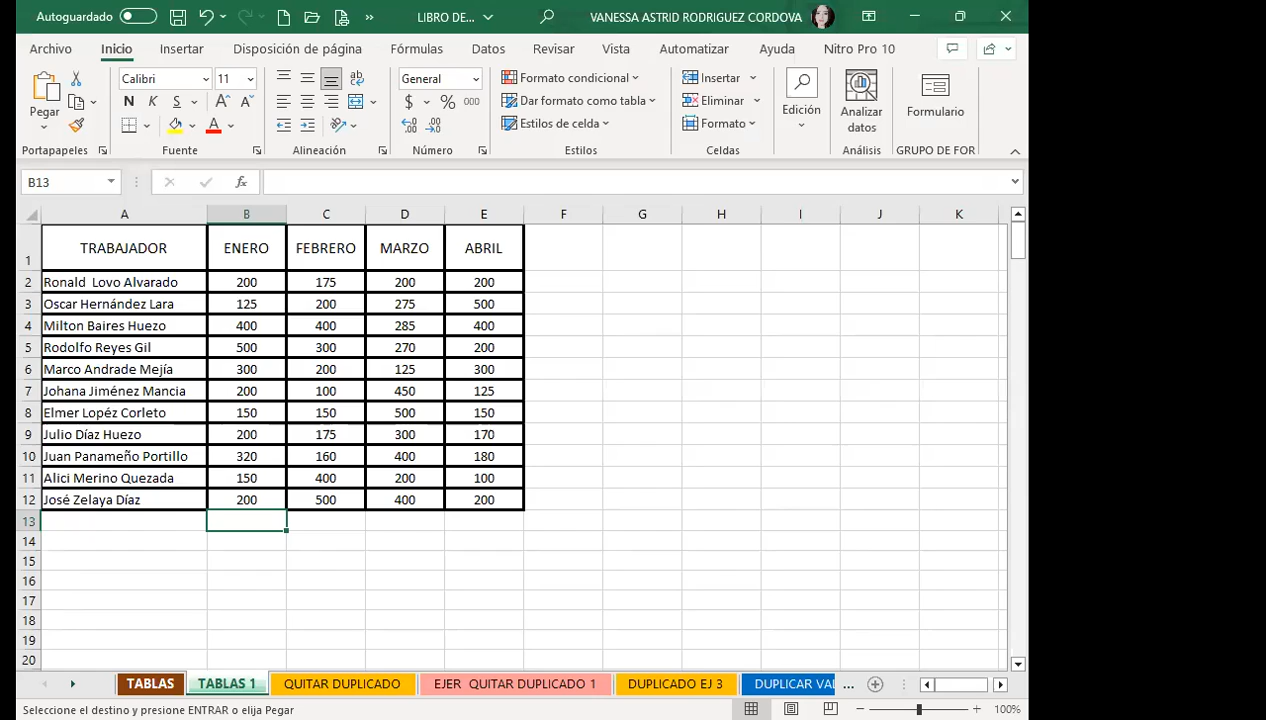 Autoguardado LIBRO DE... VANESSA ASTRID RODRIGUEZ CORDOVA
Archivo Inicio Insertar Disposición de página Fórmulas Datos Revisar Vista Automatizar Ayuda Nitro Pro 10
Pegar
Calibri 11
N K S A A
A
ab
General
$ % 000
Formato condicional
Dar formato como tabla
Estilos de celda
Insertar
Eliminar
Formato
Edición
Analizar
datos
Formulario
Portapapeles Fuente Alineación Número Estilos Celdas Análisis GRUPO DE FOR
B13 fx
A B C D E F G H I J K
1 TRABAJADOR ENERO FEBRERO MARZO ABRIL
2 Ronald  Lovo Alvarado 200 175 200 200
3 Oscar Hernández Lara 125 200 275 500
4 Milton Baires Huezo 400 400 285 400
5 Rodolfo Reyes Gil 500 300 270 200
6 Marco Andrade Mejía 300 200 125 300
7 Johana Jiménez Mancia 200 100 450 125
8 Elmer Lopéz Corleto 150 150 500 150
9 Julio Díaz Huezo 200 175 300 170
10 Juan Panameño Portillo 320 160 400 180
11 Alici Merino Quezada 150 400 200 100
12 José Zelaya Díaz 200 500 400 200
13
14
15
16
17
18
19
20
TABLAS TABLAS 1 QUITAR DUPLICADO EJER  QUITAR DUPLICADO 1 DUPLICADO EJ 3 DUPLICAR VAL ...
Seleccione el destino y presione ENTRAR o elija Pegar 100%